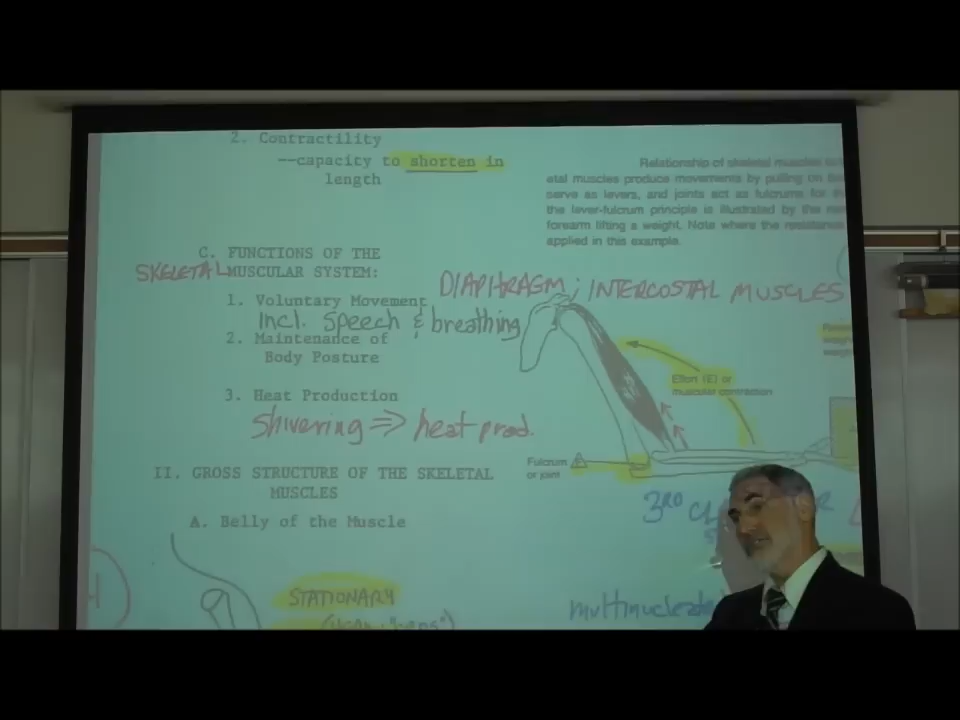 2. Contractility
--capacity to shorten in
length
Relationship of skeletal muscles to
etal muscles produce movements by pulling on
serve as levers, and joints act as fulcrums for
the lever-fulcrum principle is illustrated by the
forearm lifting a weight. Note where the resistance
applied in this example.
C. FUNCTIONS OF THE
SKELETAL MUSCULAR SYSTEM:
DIAPHRAGM; INTERCOSTAL MUSCLES
1. Voluntary Movement
Incl. Speech & breathing
2. Maintenance of
Body Posture
Effort (E) or
muscular contraction
3. Heat Production
Shivering ⇒ heat prod.
Fulcrum
or joint
F
II. GROSS STRUCTURE OF THE SKELETAL
MUSCLES
3RD
A. Belly of the Muscle
STATIONARY